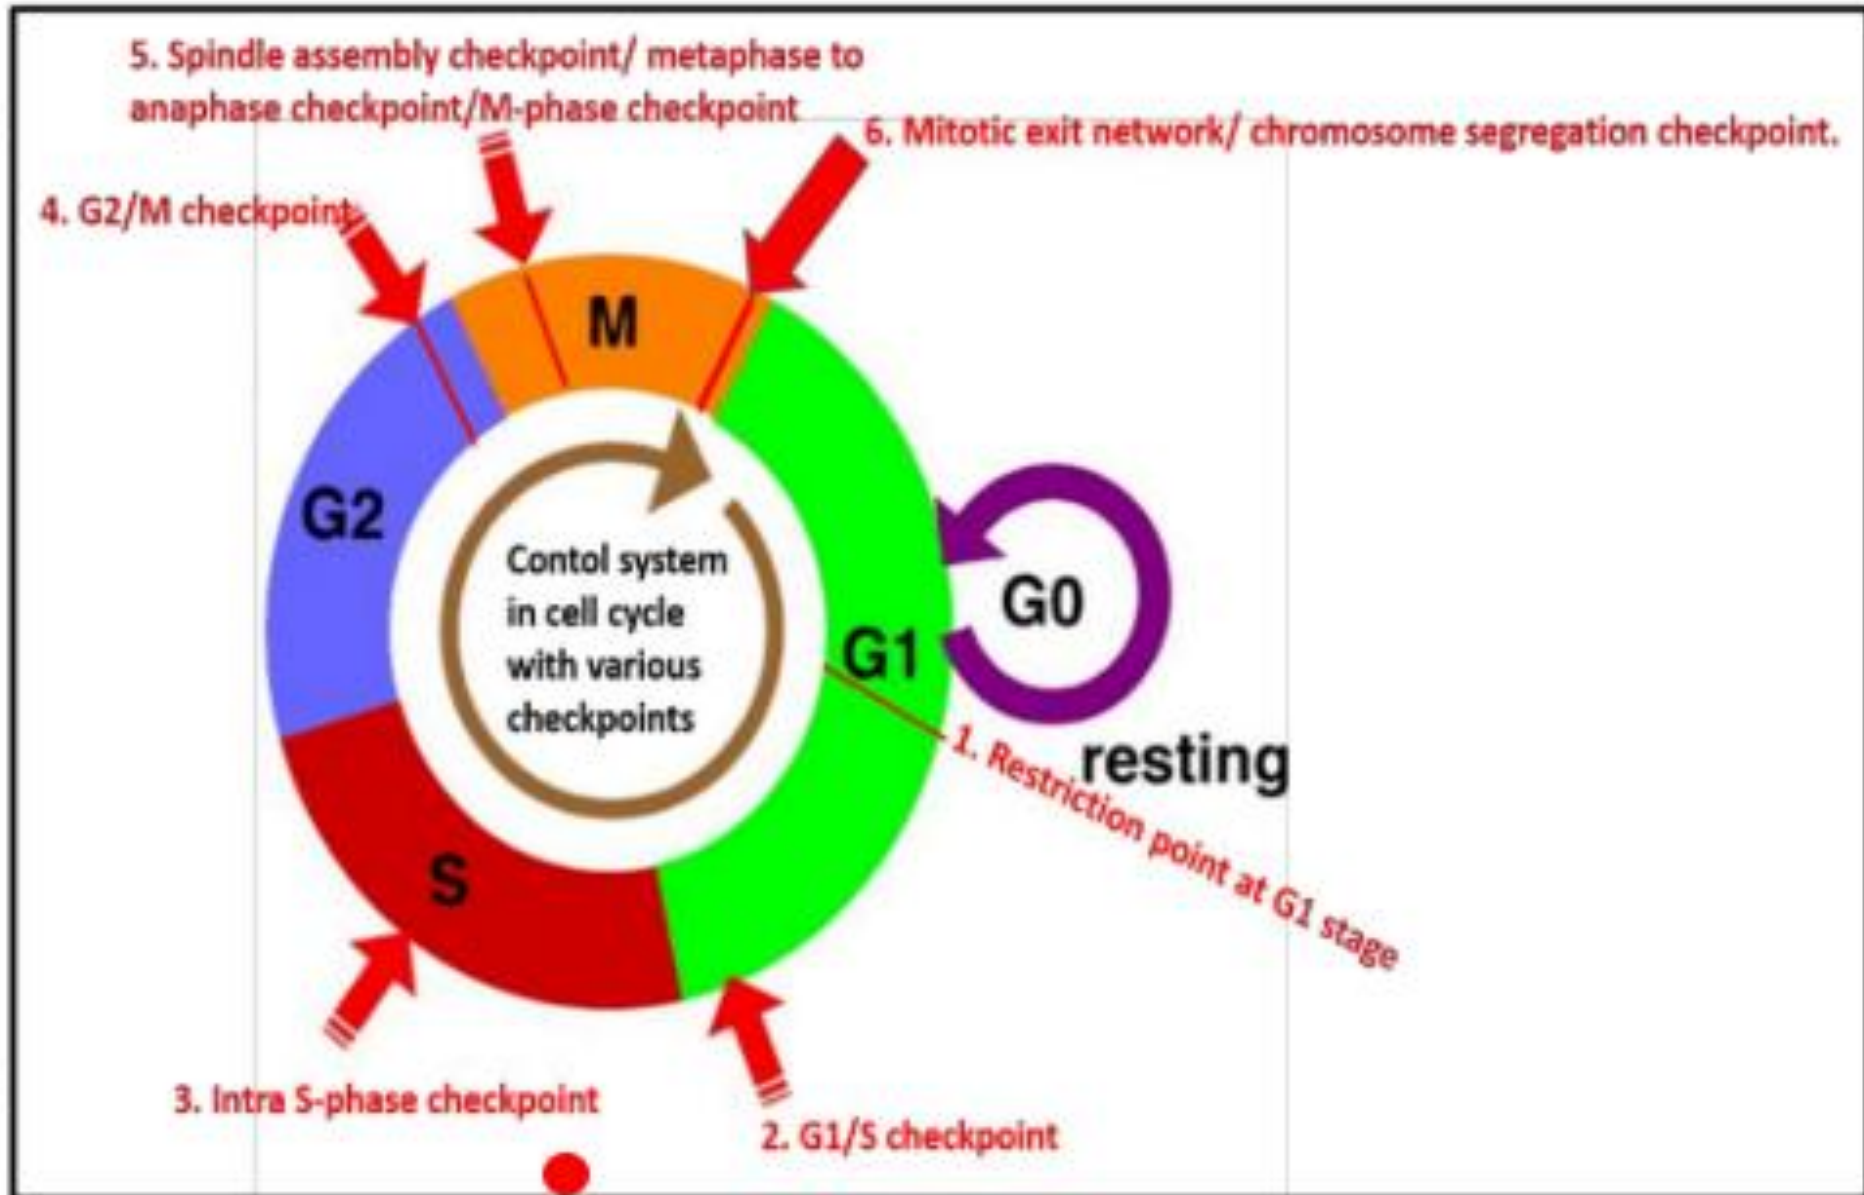 5. Spindle assembly checkpoint/ metaphase to
anaphase checkpoint/M-phase checkpoint
6. Mitotic exit network/ chromosome segregation checkpoint.
4. G2/M checkpoint
M
G2
Contol system
in cell cycle
with various
checkpoints
G0
G1
resting
1. Restriction point at G1 stage
S
3. Intra S-phase checkpoint
2. G1/S checkpoint